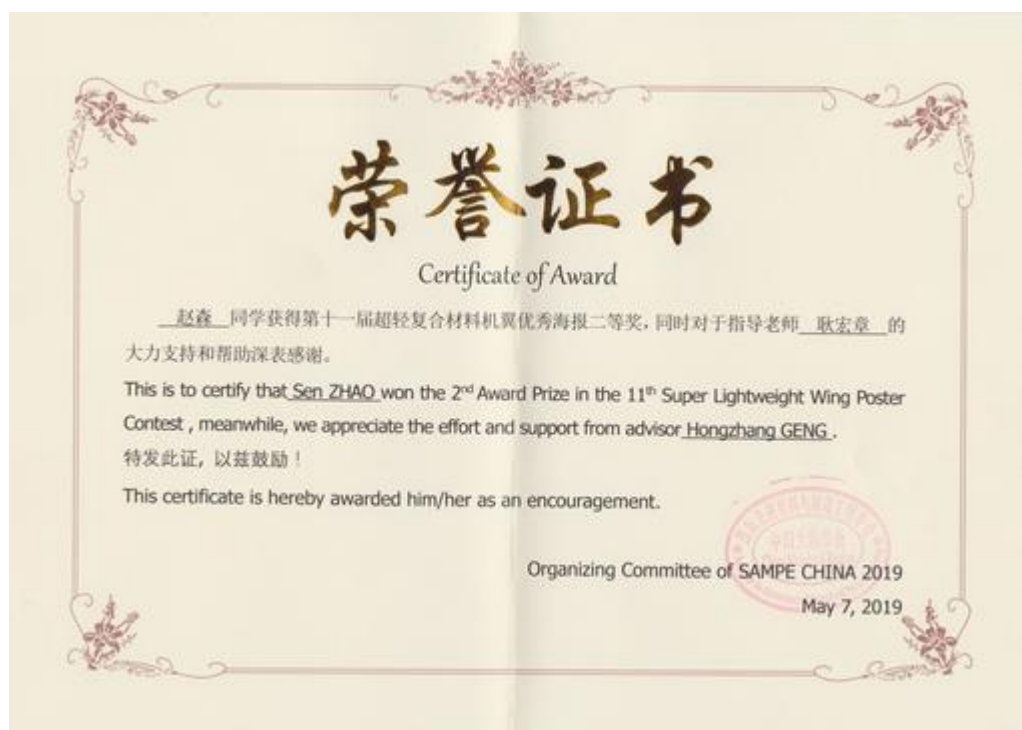 荣誉证书
Certificate of Award
赵森 同学获得第十一届超轻复合材料机翼优秀海报二等奖，同时对于指导老师 耿宏章 的
大力支持和帮助深表感谢。
This is to certify that Sen ZHAO won the 2nd Award Prize in the 11th Super Lightweight Wing Poster
Contest , meanwhile, we appreciate the effort and support from advisor Hongzhang GENG .
特发此证，以兹鼓励！
This certificate is hereby awarded him/her as an encouragement.
Organizing Committee of SAMPE CHINA 2019
May 7, 2019